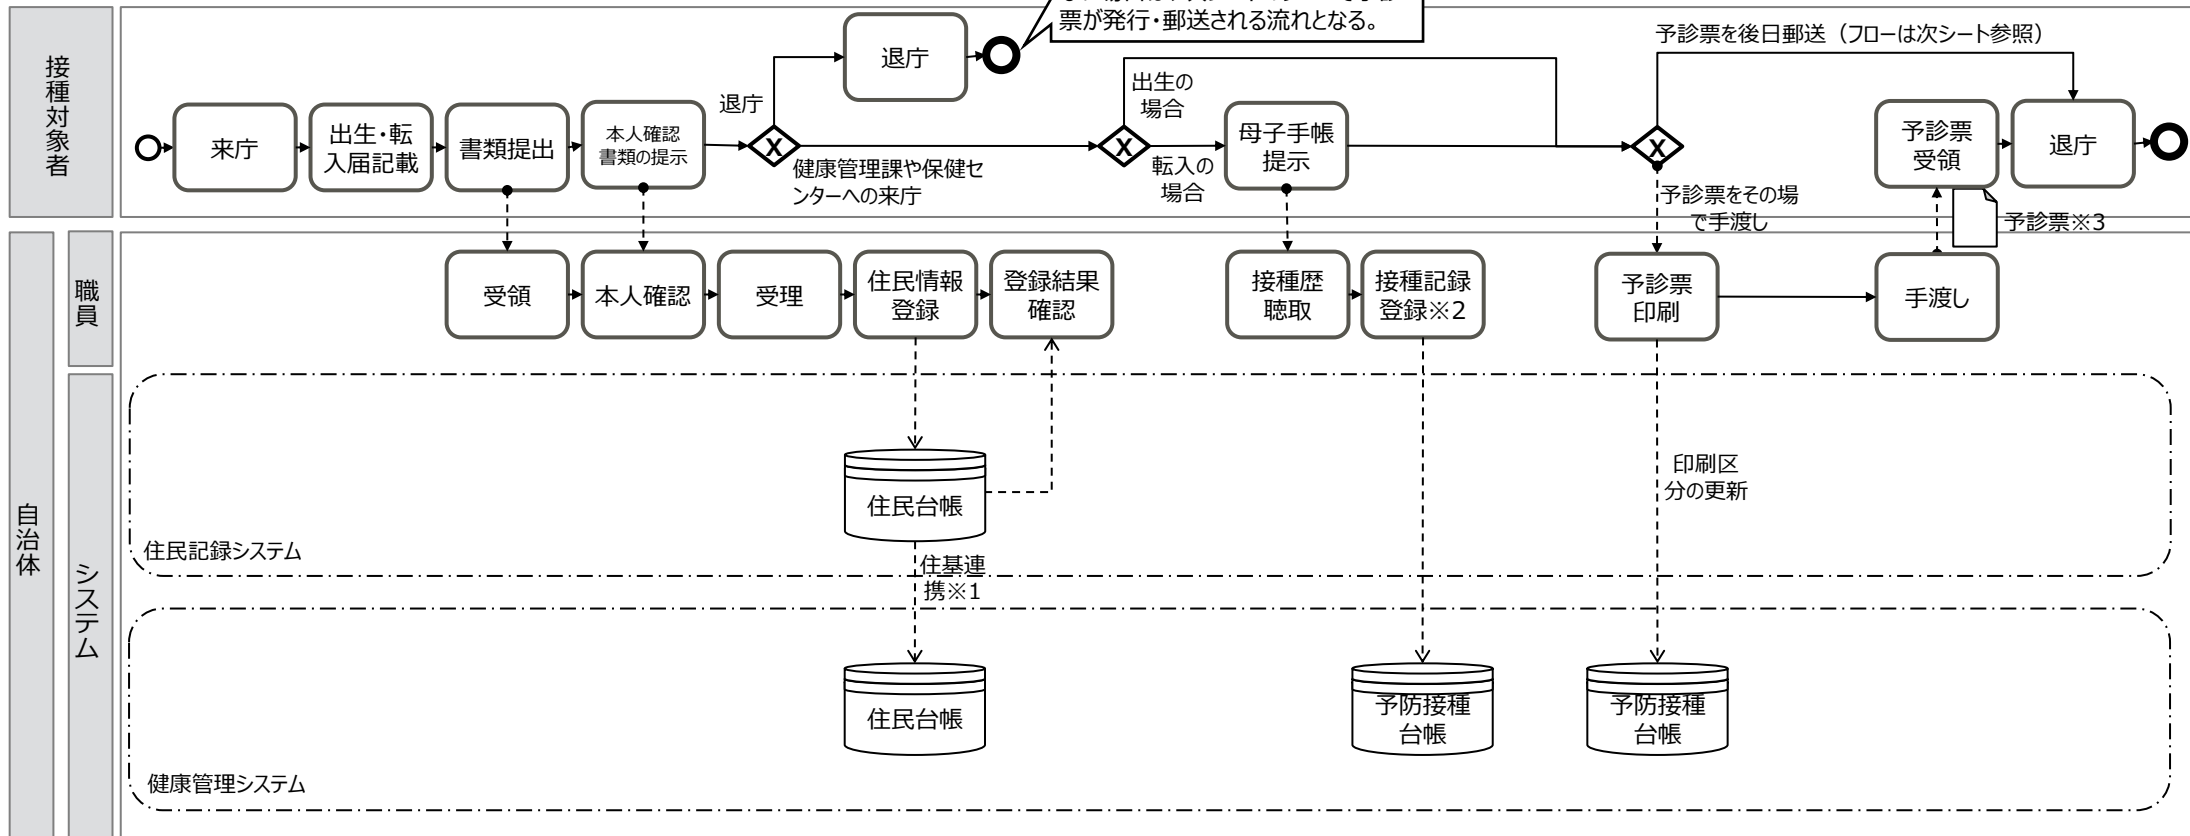 票が発行・郵送される流れとなる。
予診票を後日郵送（フローは次シート参照）
接種対象者
退庁
退庁
出生の
場合
来庁
出生・転
入届記載
書類提出
本人確認
書類の提示
X
健康管理課や保健セ
ンターへの来庁
X
転入の
場合
母子手帳
提示
X
予診票をその場
で手渡し
予診票
受領
退庁
予診票※3
自治体
職員
受領
本人確認
受理
住民情報
登録
登録結果
確認
接種歴
聴取
接種記録
登録※2
予診票
印刷
手渡し
システム
住民台帳
印刷区
分の更新
住民記録システム
住基連
携※1
住民台帳
予防接種
台帳
予防接種
台帳
健康管理システム